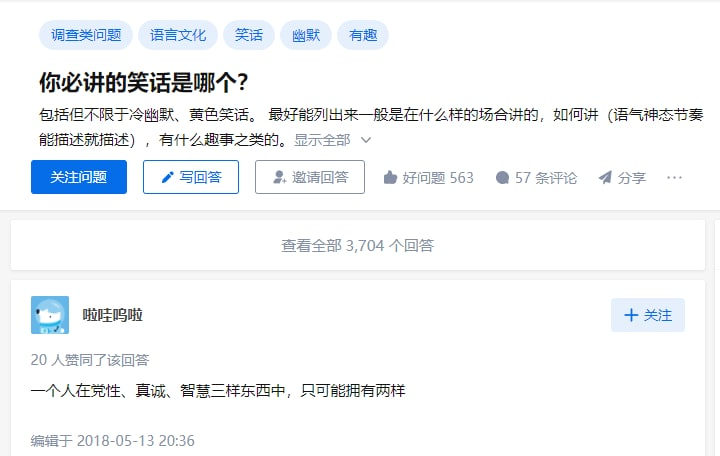 调查类问题 语言文化 笑话 幽默 有趣
你必讲的笑话是哪个？
包括但不限于冷幽默、黄色笑话。 最好能列出来一般是在什么样的场合讲的，如何讲（语气神态节奏
能描述就描述），有什么趣事之类的。显示全部
关注问题 写回答 邀请回答 好问题 563 57 条评论 分享 ···
查看全部 3,704 个回答
啦哇呜啦 + 关注
20 人赞同了该回答
一个人在党性、真诚、智慧三样东西中，只可能拥有两样
编辑于 2018-05-13 20:36